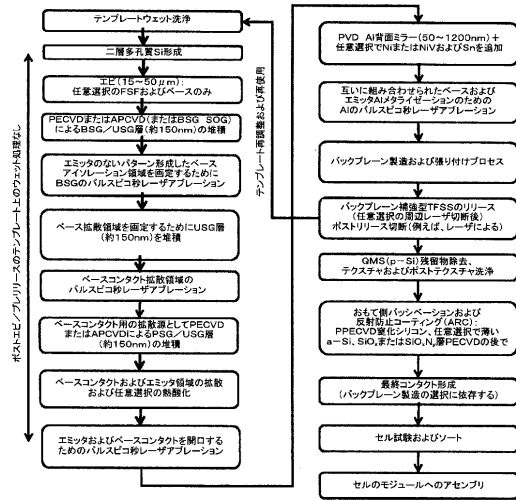 テンプレートウェット洗浄
二層多孔質Si形成
エピ(15~50μm):
任意選択のFSFおよびベースのみ
PECVDまたはAPCVD(またはBSG SOG)
によるBSG/USG層(約150nm)の堆積
エミッタのないパターン形成したベース
アイソレーション領域を画定するために
BSGのパルスピコ秒レーザアブレーション
ベース拡散領域を画定するためにUSG層
(約150nm)を堆積
ベースコンタクト拡散領域の
パルスピコ秒レーザアブレーション
ベースコンタクト用の拡散源としてPECVD
またはAPCVDによるPSG/USG層
(約150nm)の堆積
ベースコンタクトおよびエミッタ領域の拡散
および任意選択の熱酸化
エミッタおよびベースコンタクトを開口する
ためのパルスピコ秒レーザアブレーション
ポストエピ/プレリリースのテンプレート上のウェット処理なし
テンプレート再調整および再使用
PVD Al背面ミラー(50~1200nm)+
任意選択でNiまたはNiVおよびSnを追加
互いに組み合わせられたベースおよび
エミッタAlメタライゼーションのための
Alのパルスピコ秒レーザアブレーション
バックプレーン製造および張り付けプロセス
バックプレーン補強型TFSSのリリース
(任意選択の周辺レーザ切断後)
ポストリリース切断(例えば、レーザによる)
QMS(p-Si)残留物除去、
テクスチャおよびポストテクスチャ洗浄
おもて側パッシベーションおよび
反射防止コーティング(ARC):
PPECVD窒化シリコン、任意選択で薄い
a-Si、SiOₓまたはSiOₓNᵧ層PECVDの後で
最終コンタクト形成
(バックプレーン製造の選択に依存する)
セル試験およびソート
セルのモジュールへのアセンブリ